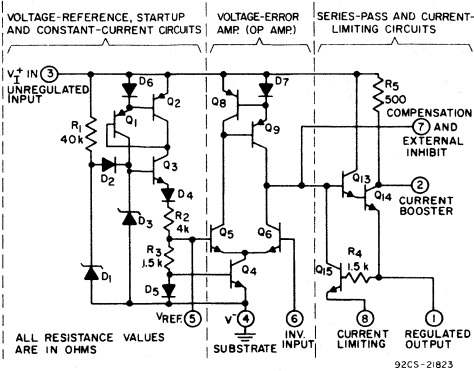 VOLTAGE-REFERENCE, STARTUP
AND CONSTANT-CURRENT CIRCUITS
VOLTAGE-ERROR
AMP. (OP AMP.)
SERIES-PASS AND CURRENT-
LIMITING CIRCUITS
V+I IN 3
UNREGULATED
INPUT
D6
Q2
Q1
R1
40k
D2
Q3
D4
R2
4k
D3
R3
1.5k
D5
D1
VREF. 5
Q8
D7
Q9
Q5
Q6
Q4
V- 4
SUBSTRATE
6
INV.
INPUT
R5
500
COMPENSATION
7 AND
EXTERNAL
INHIBIT
Q13
Q14
2
CURRENT
BOOSTER
R4
1.5k
Q15
8
CURRENT
LIMITING
1
REGULATED
OUTPUT
ALL RESISTANCE VALUES
ARE IN OHMS
92CS-21823